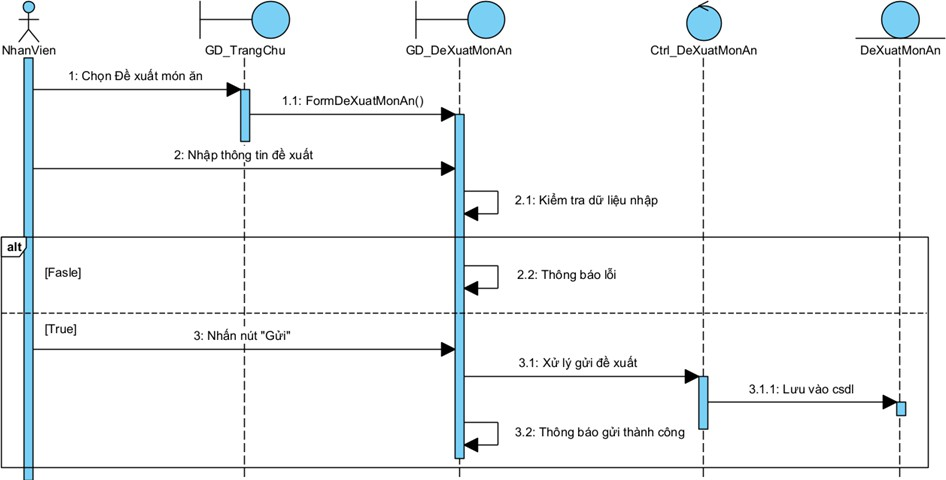 NhanVien
GD_TrangChu
GD_DeXuatMonAn
Ctrl_DeXuatMonAn
DeXuatMonAn
1: Chọn Đề xuất món ăn
1.1: FormDeXuatMonAn()
2: Nhập thông tin đề xuất
2.1: Kiểm tra dữ liệu nhập
alt
[Fasle]
2.2: Thông báo lỗi
[True]
3: Nhấn nút "Gửi"
3.1: Xử lý gửi đề xuất
3.1.1: Lưu vào csdl
3.2: Thông báo gửi thành công